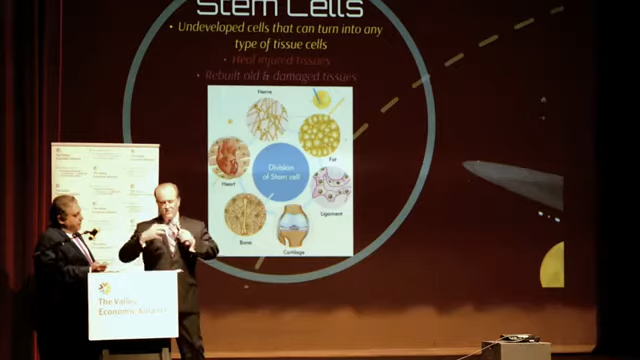 Stem Cells
• Undeveloped cells that can turn into any
type of tissue cells
• Heal injured tissues
• Rebuilt old & damaged tissues
Nerve
Fat
Heart
Division
of Stem cell
Ligament
Bone
Cartilage
The Valley
Economic Alliance